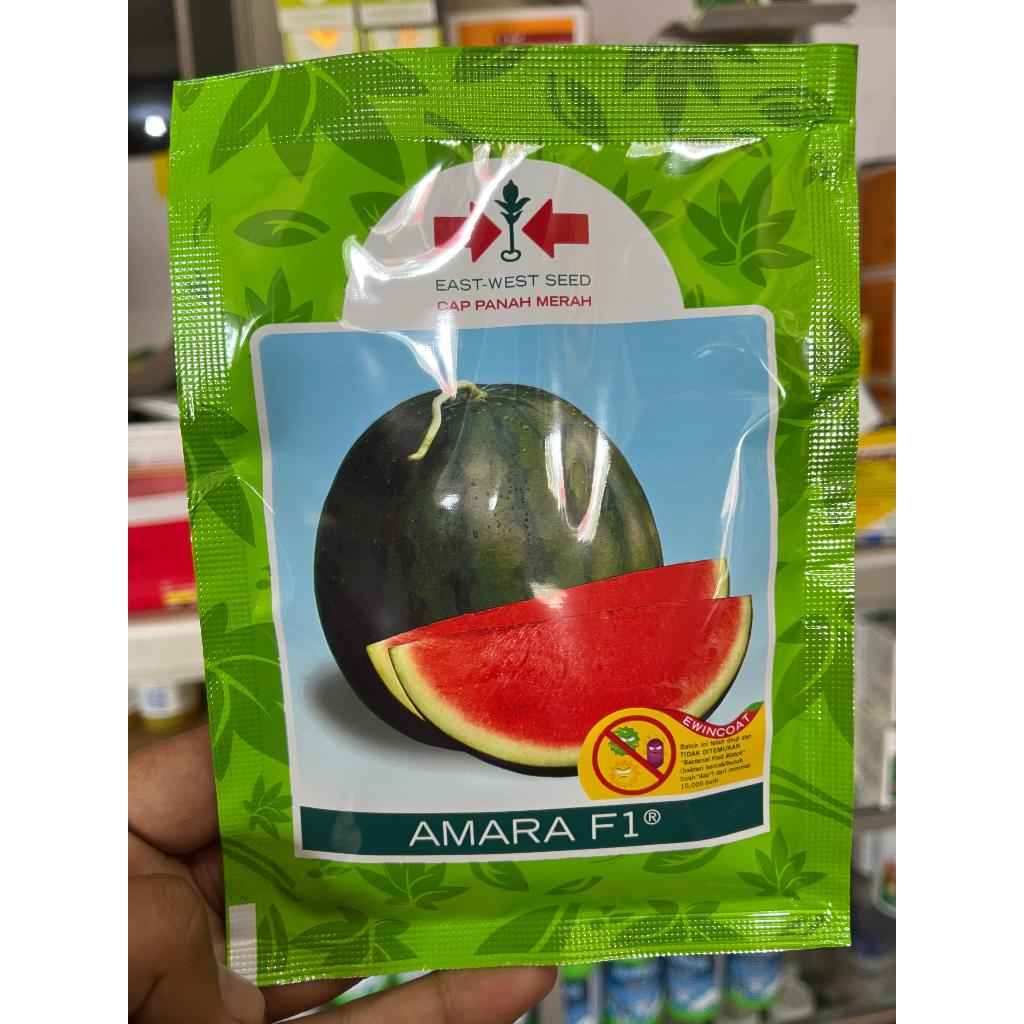 EAST-WEST SEED
CAP PANAH MERAH
EWINCOAT
Batch ini telah diuji dan
TIDAK DITEMUKAN
"Bacterial Fruit Blotch"
(bakteri bercak/busuk
buah "Aac") dari minimal
10.000 butir
AMARA F1®